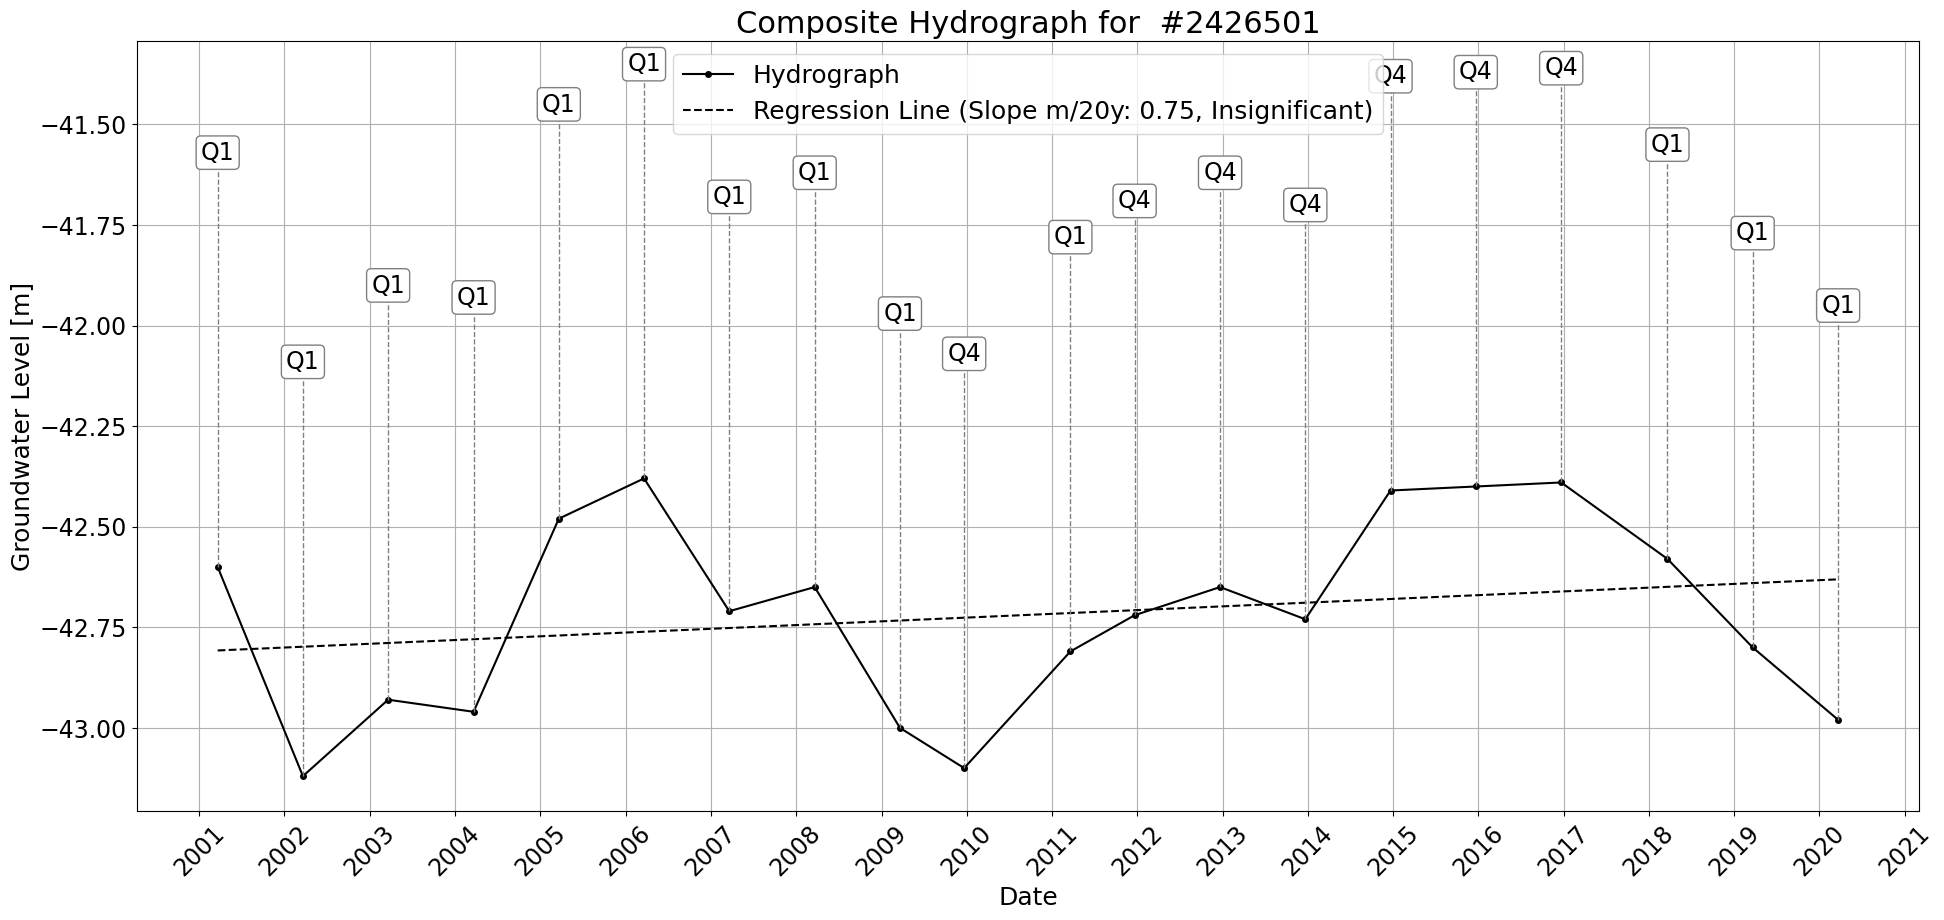 Composite Hydrograph for #2426501
Hydrograph
Regression Line (Slope m/20y: 0.75, Insignificant)
Q1
Q1
Q1
Q1
Q1
Q1
Q1
Q1
Q1
Q4
Q1
Q4
Q4
Q4
Q4
Q4
Q4
Q1
Q1
Q1
Groundwater Level [m]
−41.50
−41.75
−42.00
−42.25
−42.50
−42.75
−43.00
2001
2002
2003
2004
2005
2006
2007
2008
2009
2010
2011
2012
2013
2014
2015
2016
2017
2018
2019
2020
2021
Date